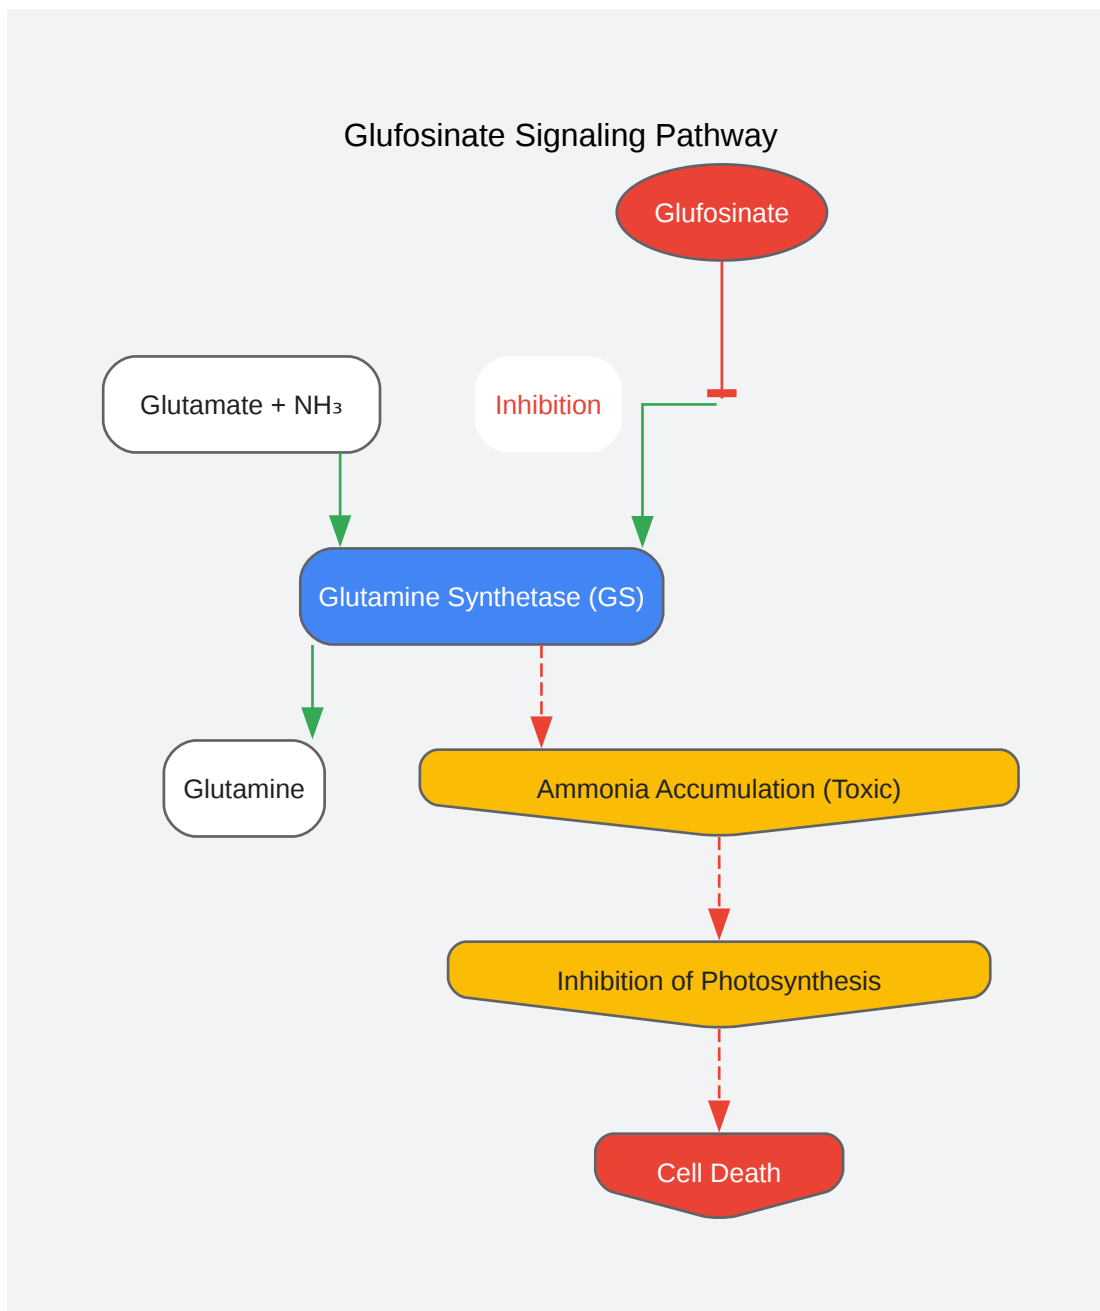 Glufosinate Signaling Pathway
Glufosinate
Glutamate + NH₃
Inhibition
Glutamine Synthetase (GS)
Glutamine
Ammonia Accumulation (Toxic)
Inhibition of Photosynthesis
Cell Death